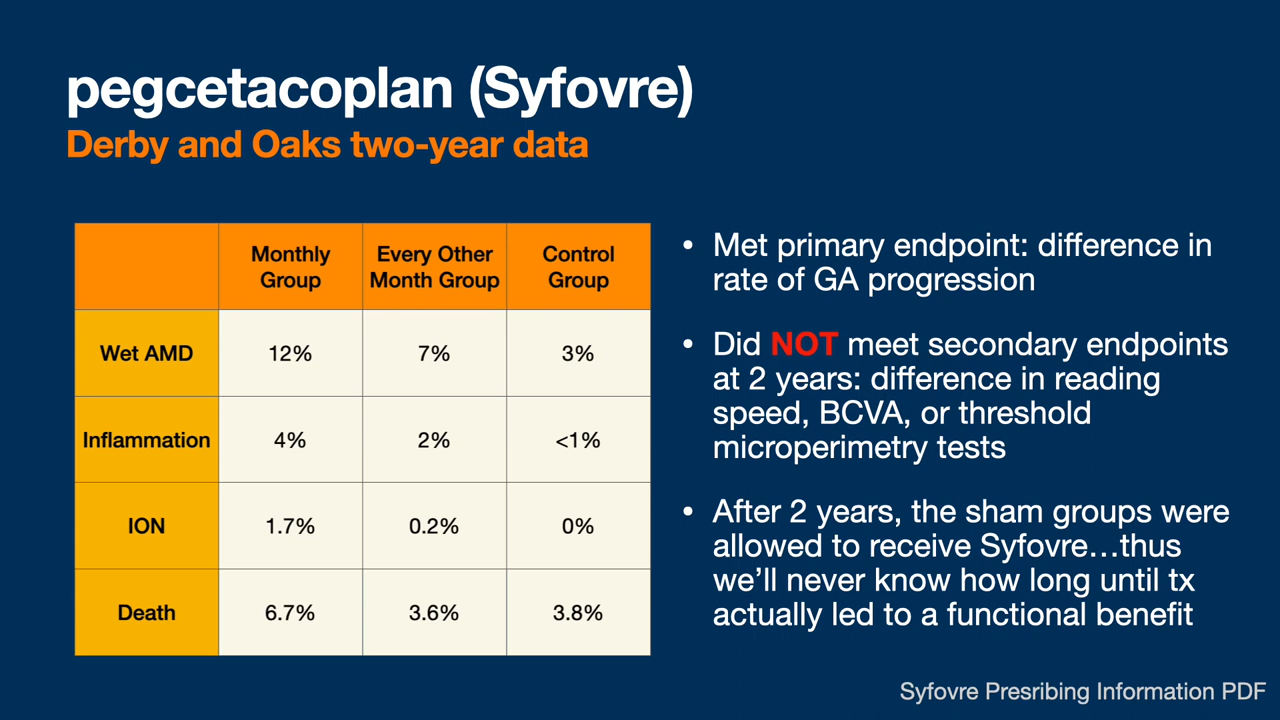 pegcetacoplan (Syfovre)
Derby and Oaks two-year data
Monthly Group
Every Other Month Group
Control Group
Wet AMD 12% 7% 3%
Inflammation 4% 2% <1%
ION 1.7% 0.2% 0%
Death 6.7% 3.6% 3.8%
• Met primary endpoint: difference in
rate of GA progression
• Did NOT meet secondary endpoints
at 2 years: difference in reading
speed, BCVA, or threshold
microperimetry tests
• After 2 years, the sham groups were
allowed to receive Syfovre…thus
we’ll never know how long until tx
actually led to a functional benefit
Syfovre Presribing Information PDF